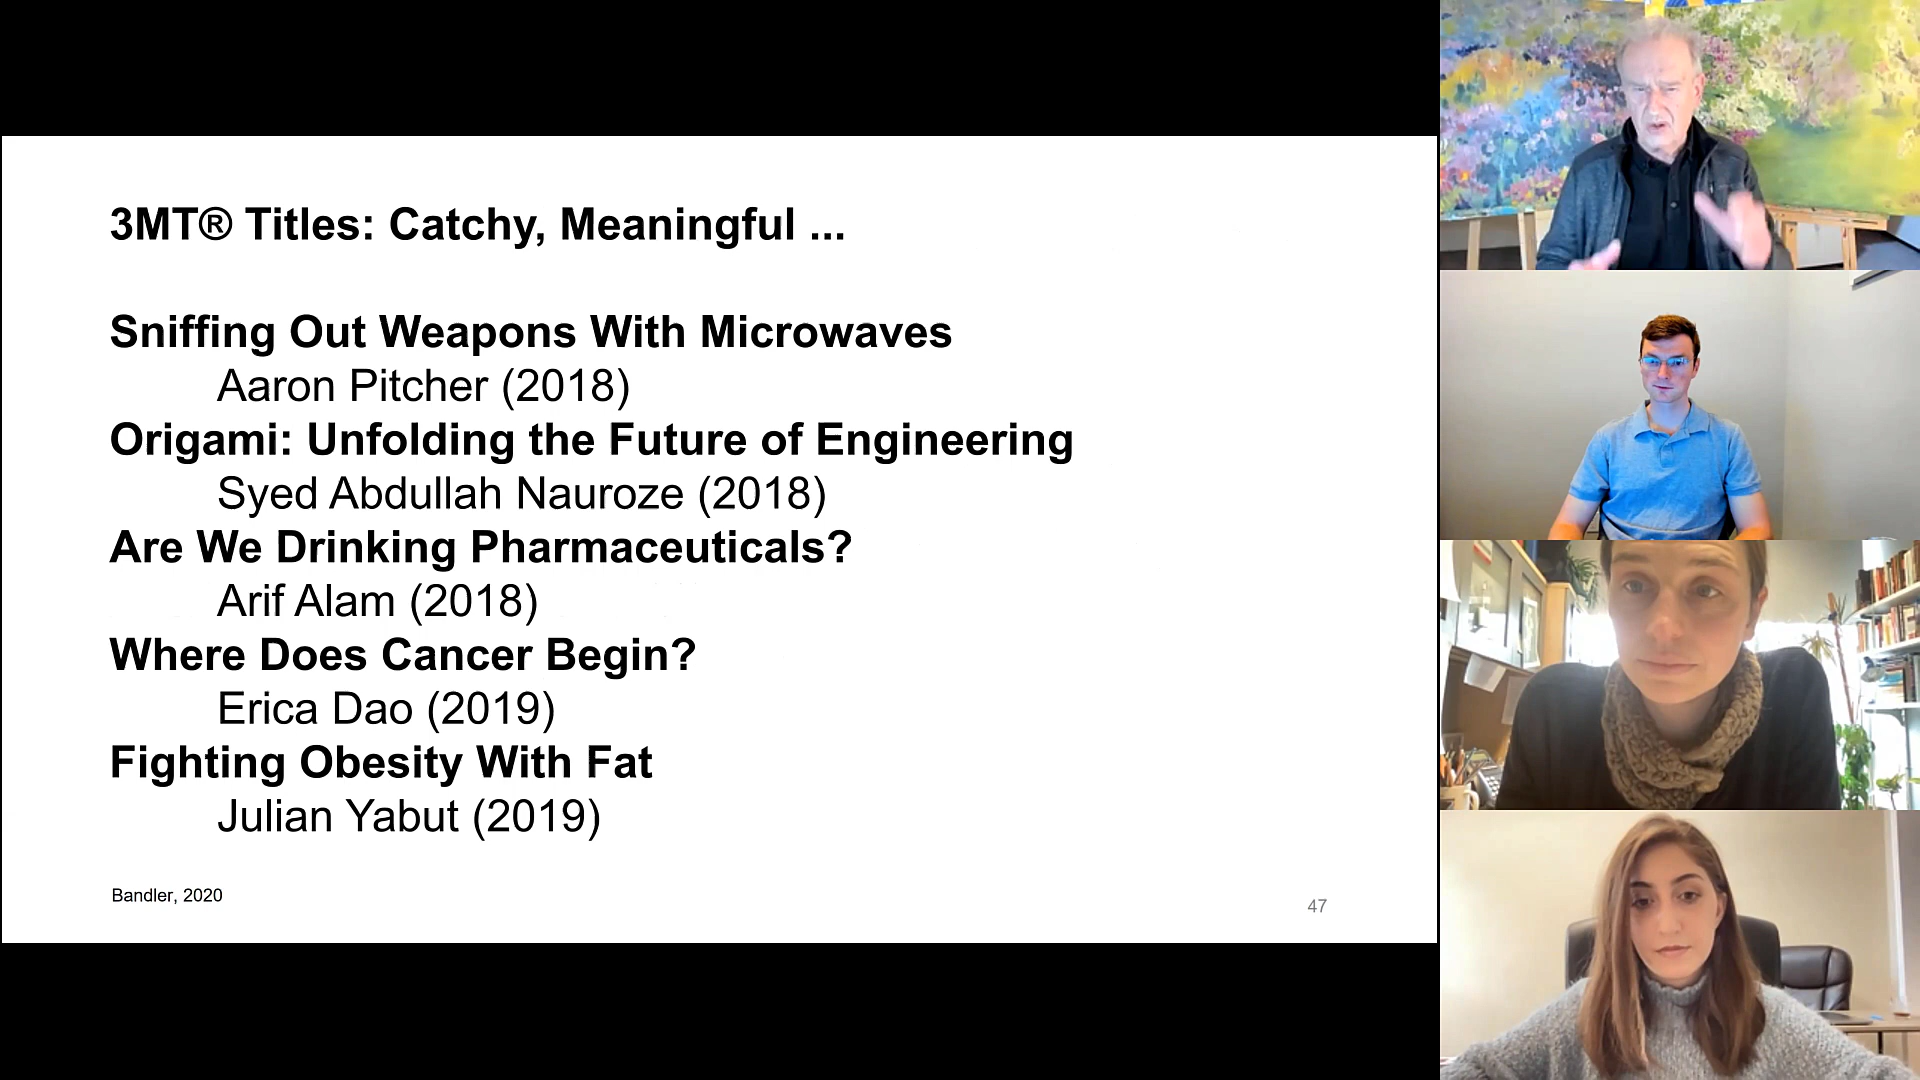 3MT® Titles: Catchy, Meaningful ...
Sniffing Out Weapons With Microwaves
Aaron Pitcher (2018)
Origami: Unfolding the Future of Engineering
Syed Abdullah Nauroze (2018)
Are We Drinking Pharmaceuticals?
Arif Alam (2018)
Where Does Cancer Begin?
Erica Dao (2019)
Fighting Obesity With Fat
Julian Yabut (2019)
Bandler, 2020
47